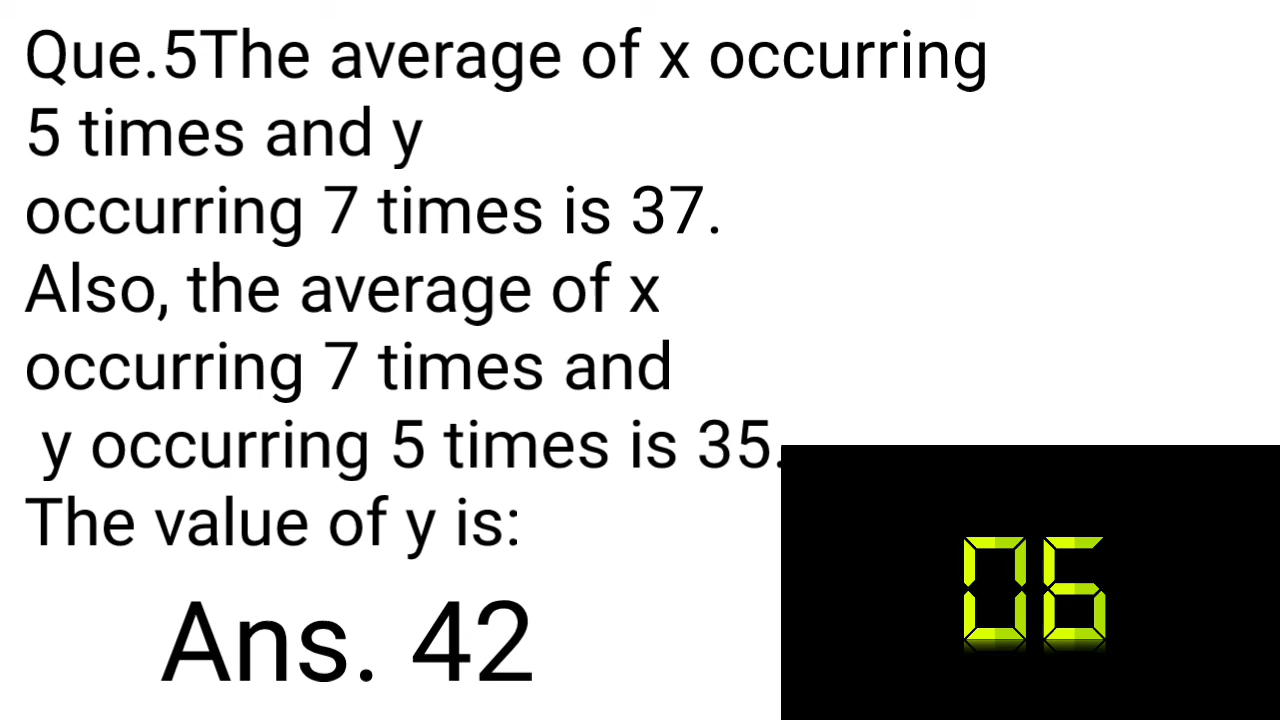 Que.5The average of x occurring
5 times and y
occurring 7 times is 37.
Also, the average of x
occurring 7 times and
y occurring 5 times is 35.
The value of y is:
Ans. 42
06